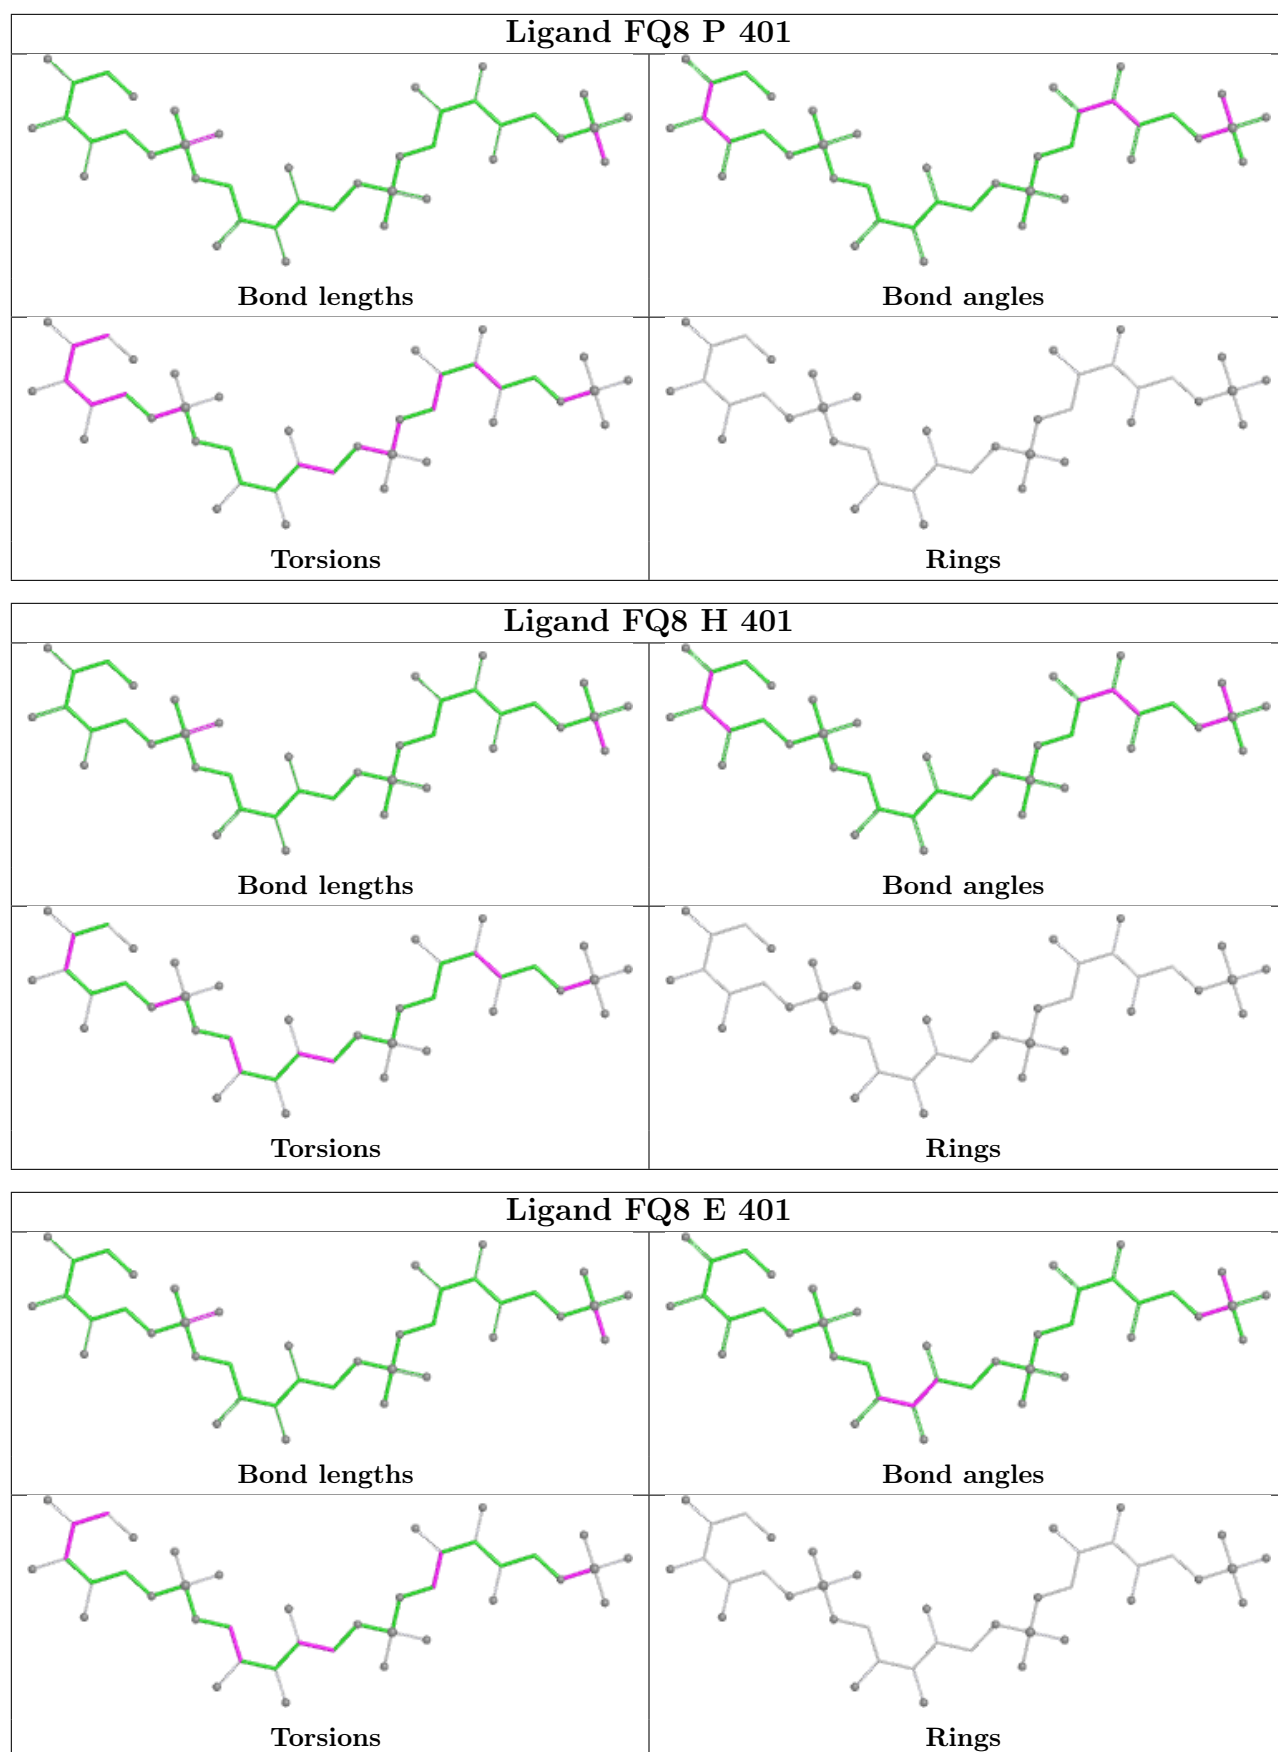 Ligand FQ8 P 401
Bond lengths
Bond angles
Torsions
Rings
Ligand FQ8 H 401
Bond lengths
Bond angles
Torsions
Rings
Ligand FQ8 E 401
Bond lengths
Bond angles
Torsions
Rings